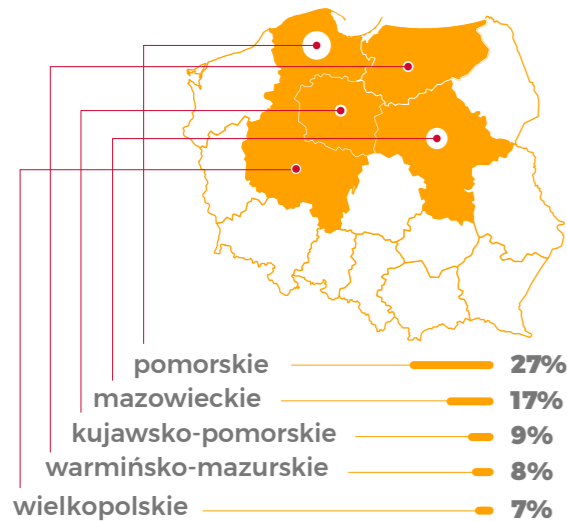 pomorskie 27%
mazowieckie 17%
kujawsko-pomorskie 9%
warmińsko-mazurskie 8%
wielkopolskie 7%